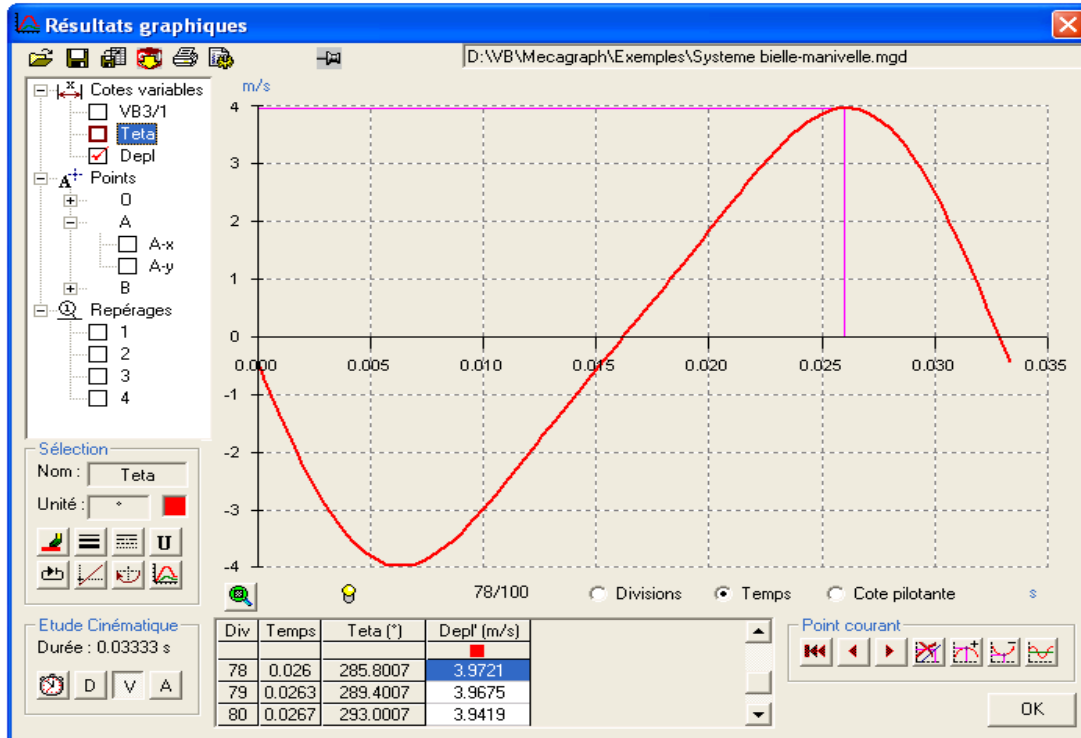 Résultats graphiques
D:\VB\Mecagraph\Exemples\Systeme bielle-manivelle.mgd
Cotes variables
VB3/1
Teta
Depl
Points
O
A
A-x
A-y
B
Repérages
1
2
3
4
m/s
4
3
2
1
0
0.000 0.005 0.010 0.015 0.020 0.025 0.030 0.035
-1
-2
-3
-4
Sélection
Nom : Teta
Unité : °
U
78/100 Divisions Temps Cote pilotante s
Etude Cinématique
Durée : 0.03333 s
D V A
Div Temps Teta (°) Depl' (m/s)
78 0.026 285.8007 3.9721
79 0.0263 289.4007 3.9675
80 0.0267 293.0007 3.9419
Point courant
OK